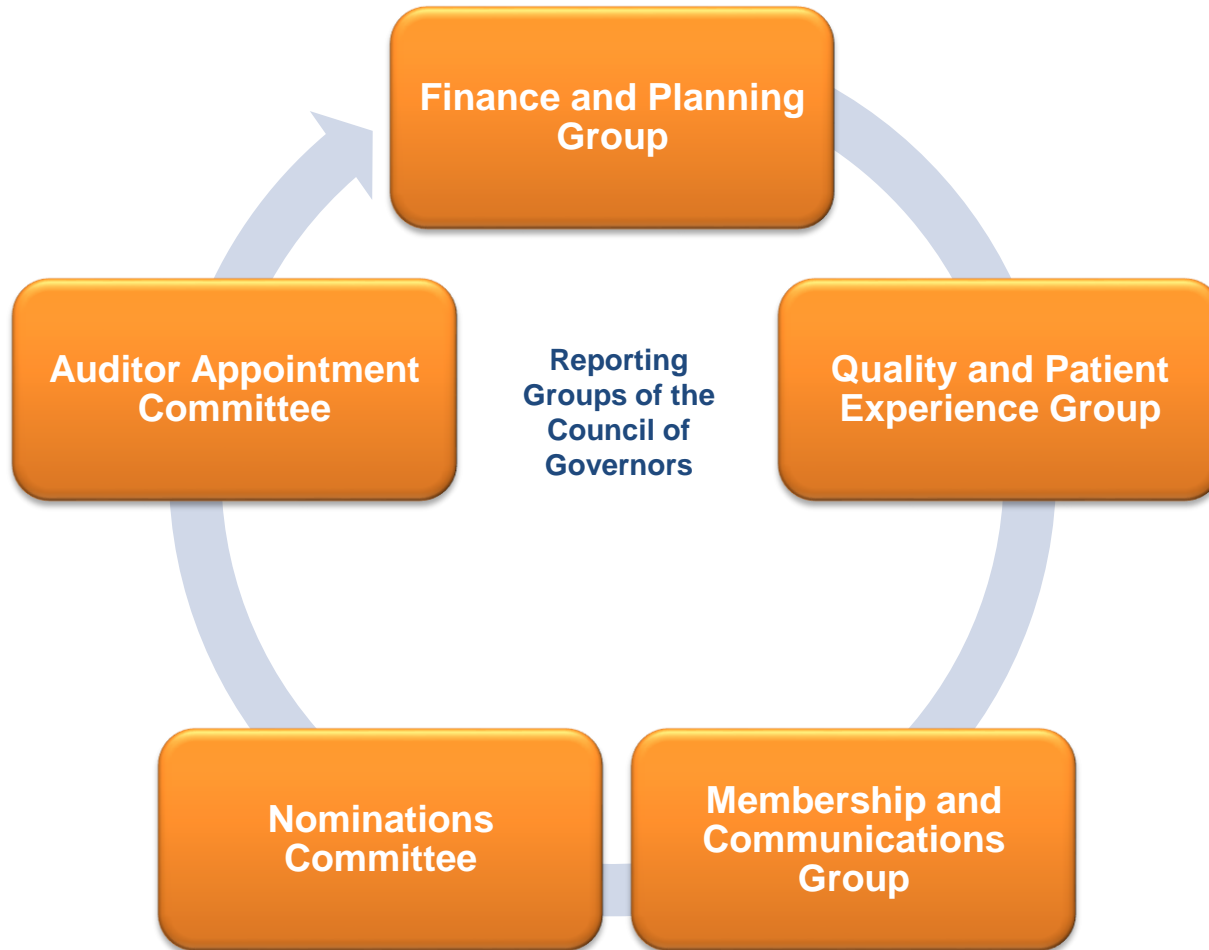 Finance and Planning
Group
Auditor Appointment
Committee
Reporting
Groups of the
Council of
Governors
Quality and Patient
Experience Group
Nominations
Committee
Membership and
Communications
Group